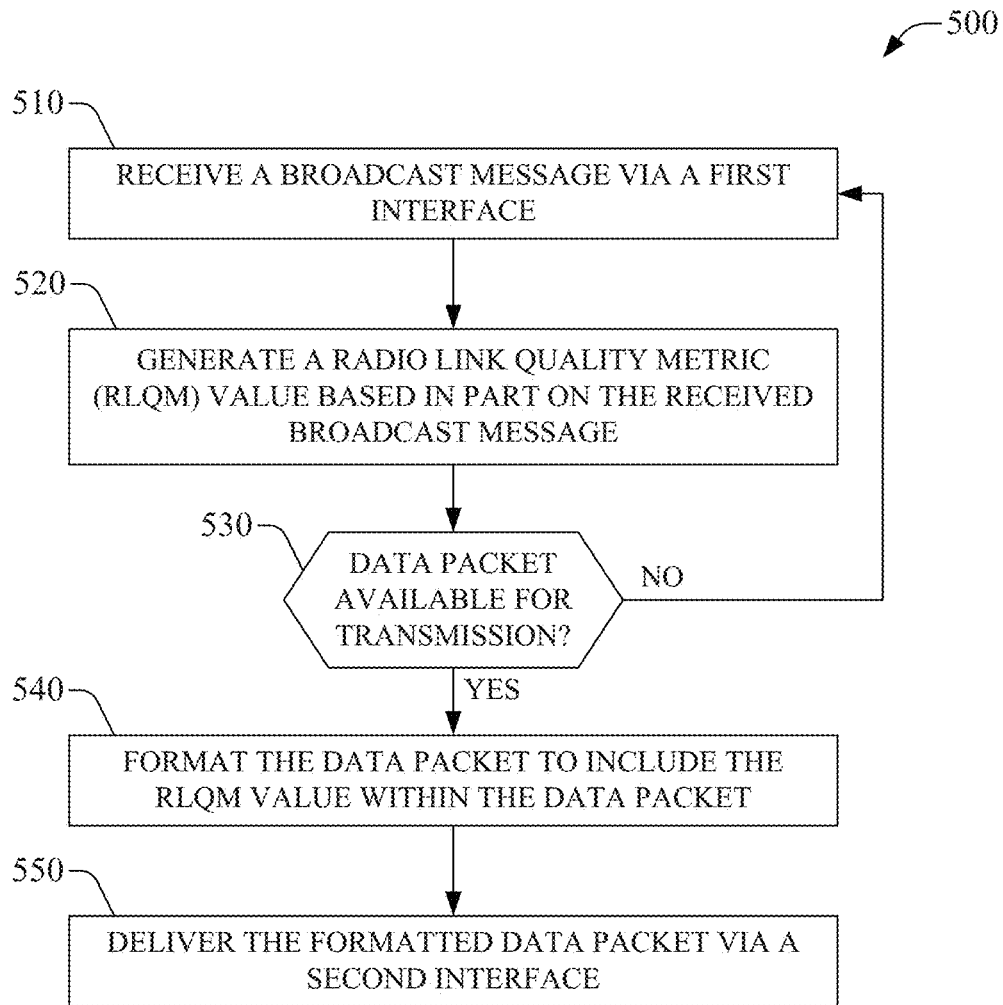 500
510
RECEIVE A BROADCAST MESSAGE VIA A FIRST
INTERFACE
520
GENERATE A RADIO LINK QUALITY METRIC
(RLQM) VALUE BASED IN PART ON THE RECEIVED
BROADCAST MESSAGE
530
DATA PACKET
AVAILABLE FOR
TRANSMISSION?
NO
YES
540
FORMAT THE DATA PACKET TO INCLUDE THE
RLQM VALUE WITHIN THE DATA PACKET
550
DELIVER THE FORMATTED DATA PACKET VIA A
SECOND INTERFACE